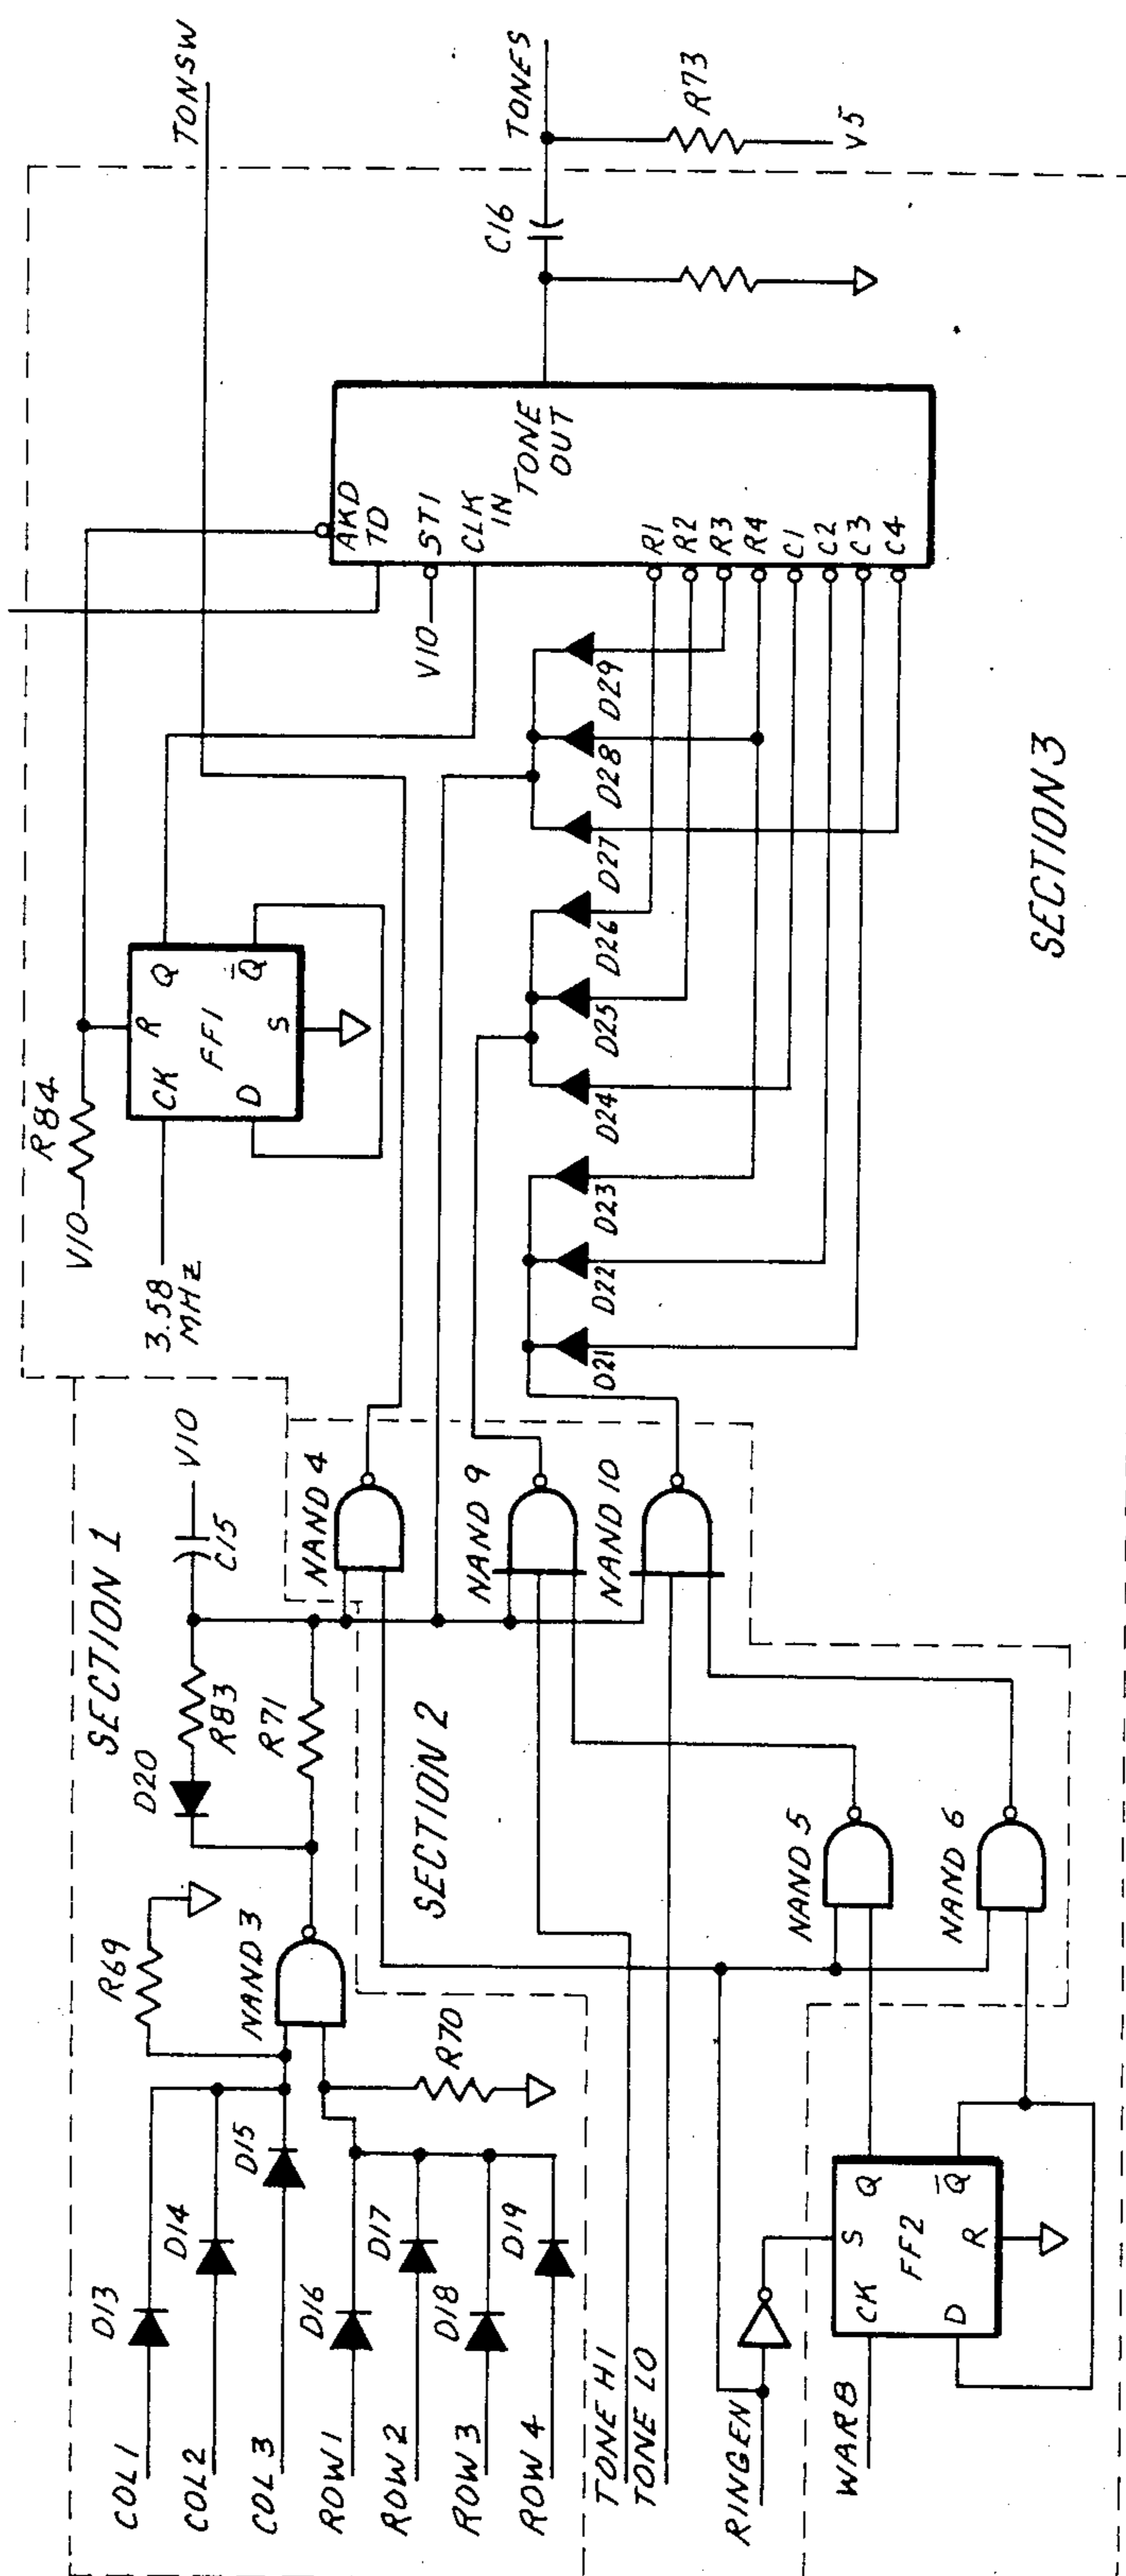 SECTION 1
COL 1
COL 2
COL 3
ROW 1
ROW 2
ROW 3
ROW 4
D13
D14
D15
D16
D17
D18
D19
R69
R70
NAND 3
D20
R83
R71
C15
V10
SECTION 2
TONE HI
TONE LO
RINGEN
WARB
S
CK
Q
FF2
Q̅
D
R
NAND 5
NAND 6
NAND 4
NAND 9
NAND 10
V10
R84
3.58
MHz
CK
R
Q
FF1
D
Q̅
S
D21
D22
D23
D24
D25
D26
D27
D28
D29
V10
AKD
TD
ST1
CLK
IN
TONE
OUT
R1
R2
R3
R4
C1
C2
C3
C4
C16
TONSW
TONES
R73
V5
SECTION 3